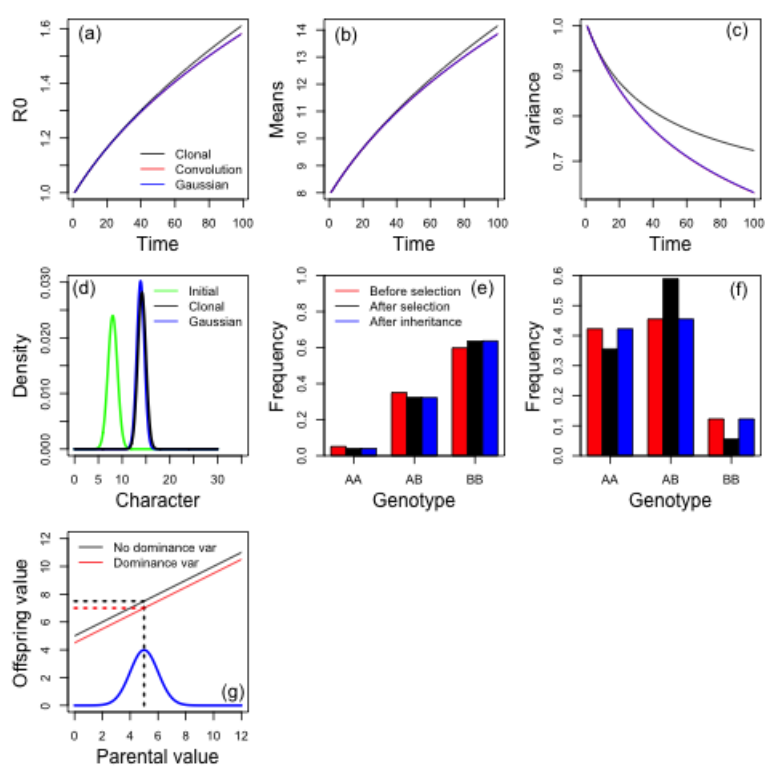 (a)
R0
1.0 1.2 1.4 1.6
Clonal
Convolution
Gaussian
0 20 40 60 80 100
Time
(b)
Means
8 9 10 11 12 13 14
0 20 40 60 80 100
Time
(c)
Variance
0.7 0.8 0.9 1.0
0 20 40 60 80 100
Time
(d)
Density
0.000 0.010 0.020 0.030
Initial
Clonal
Gaussian
0 5 10 20 30
Character
(e)
Frequency
0.0 0.2 0.4 0.6 0.8 1.0
Before selection
After selection
After inheritance
AA AB BB
Genotype
(f)
Frequency
0.0 0.1 0.2 0.3 0.4 0.5 0.6
AA AB BB
Genotype
Offspring value
0 2 4 6 8 10 12
No dominance var
Dominance var
(g)
0 2 4 6 8 10 12
Parental value